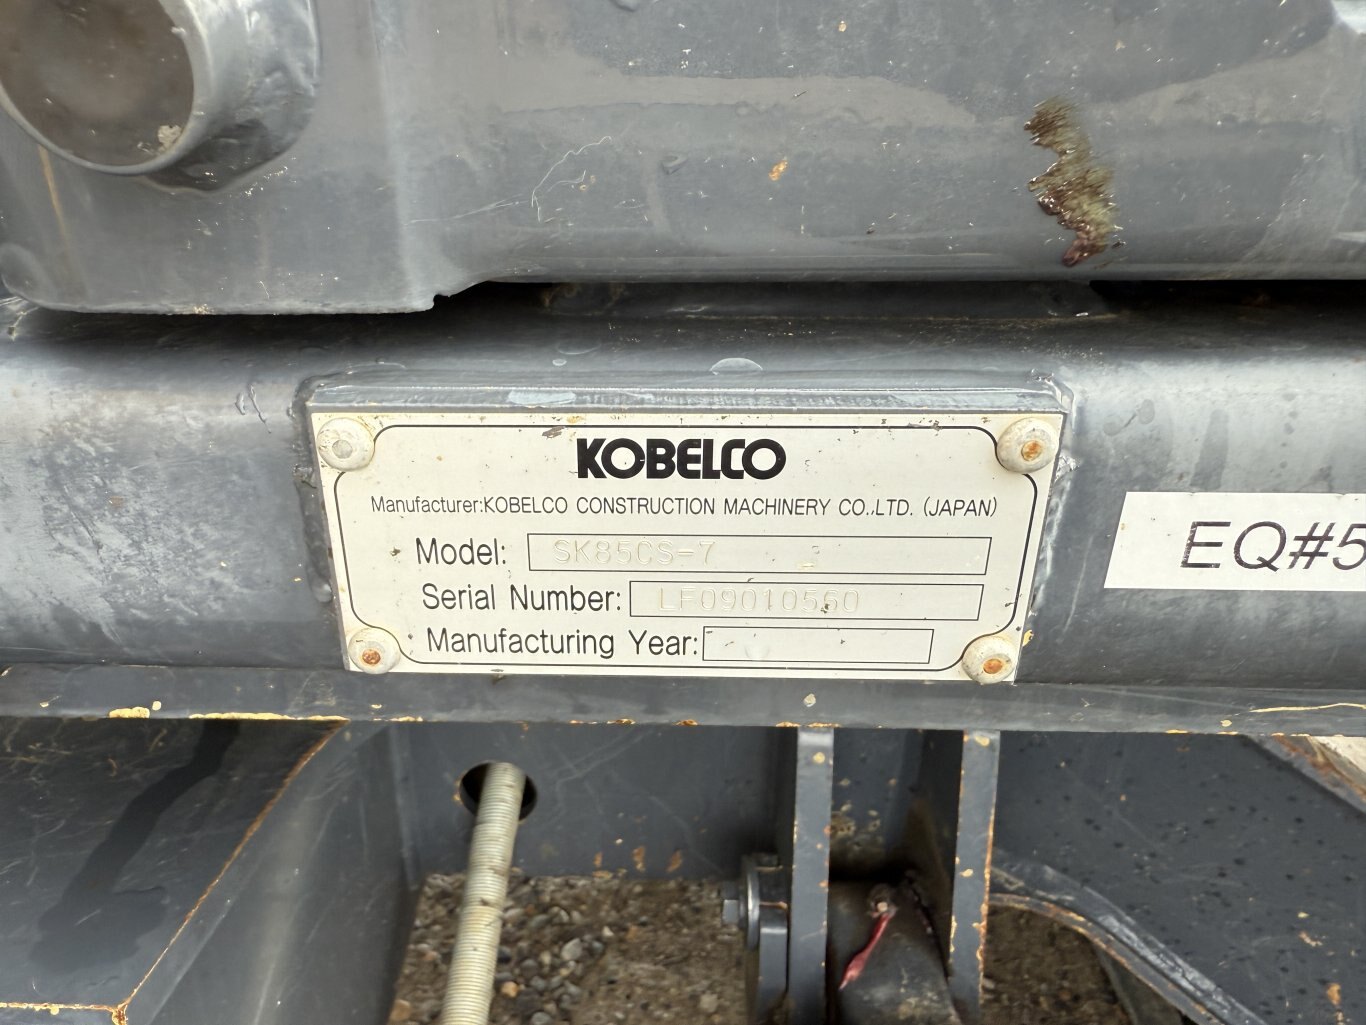 KOBELCO
Manufacturer:KOBELCO CONSTRUCTION MACHINERY CO.,LTD. (JAPAN)
Model: SK85CS-7
Serial Number: LF09010560
Manufacturing Year:
EQ#5